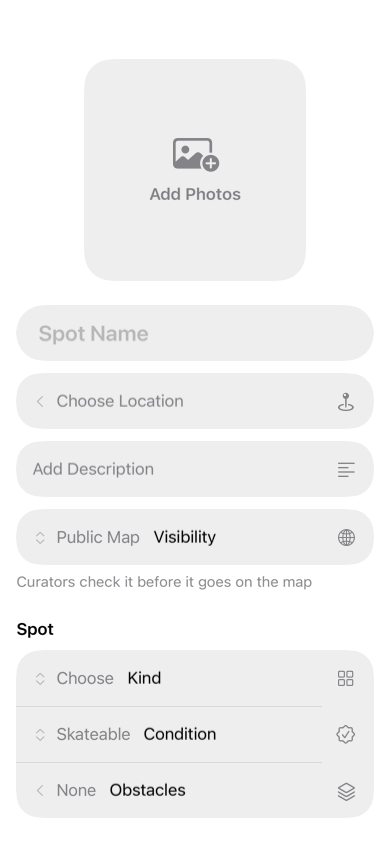 Add Photos
Spot Name
Choose Location
Add Description
Public Map Visibility
Curators check it before it goes on the map
Spot
Choose Kind
Skateable Condition
None Obstacles